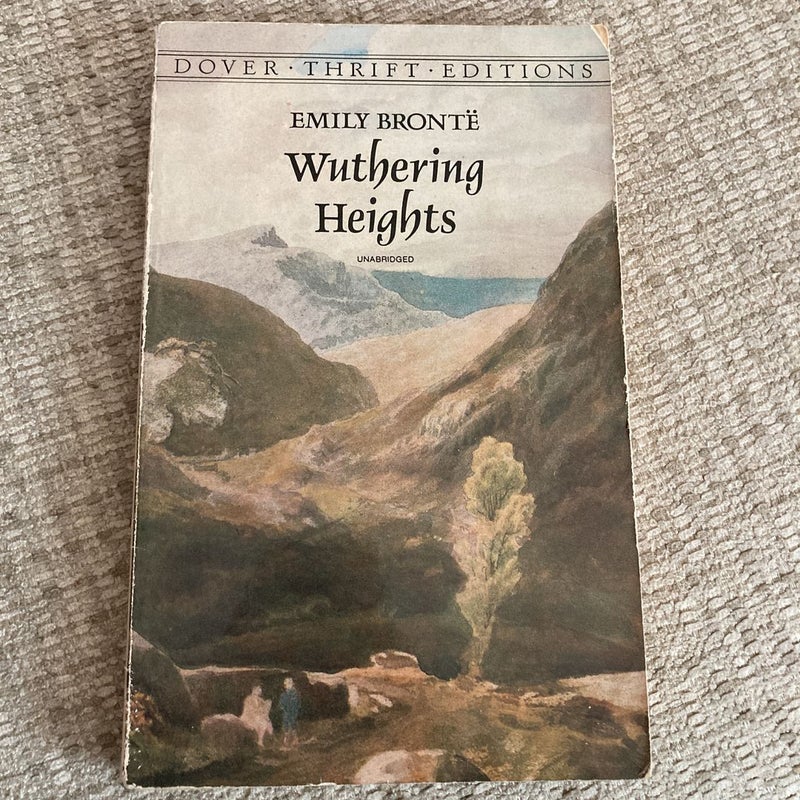 DOVER · THRIFT · EDITIONS
EMILY BRONTË
Wuthering
Heights
UNABRIDGED